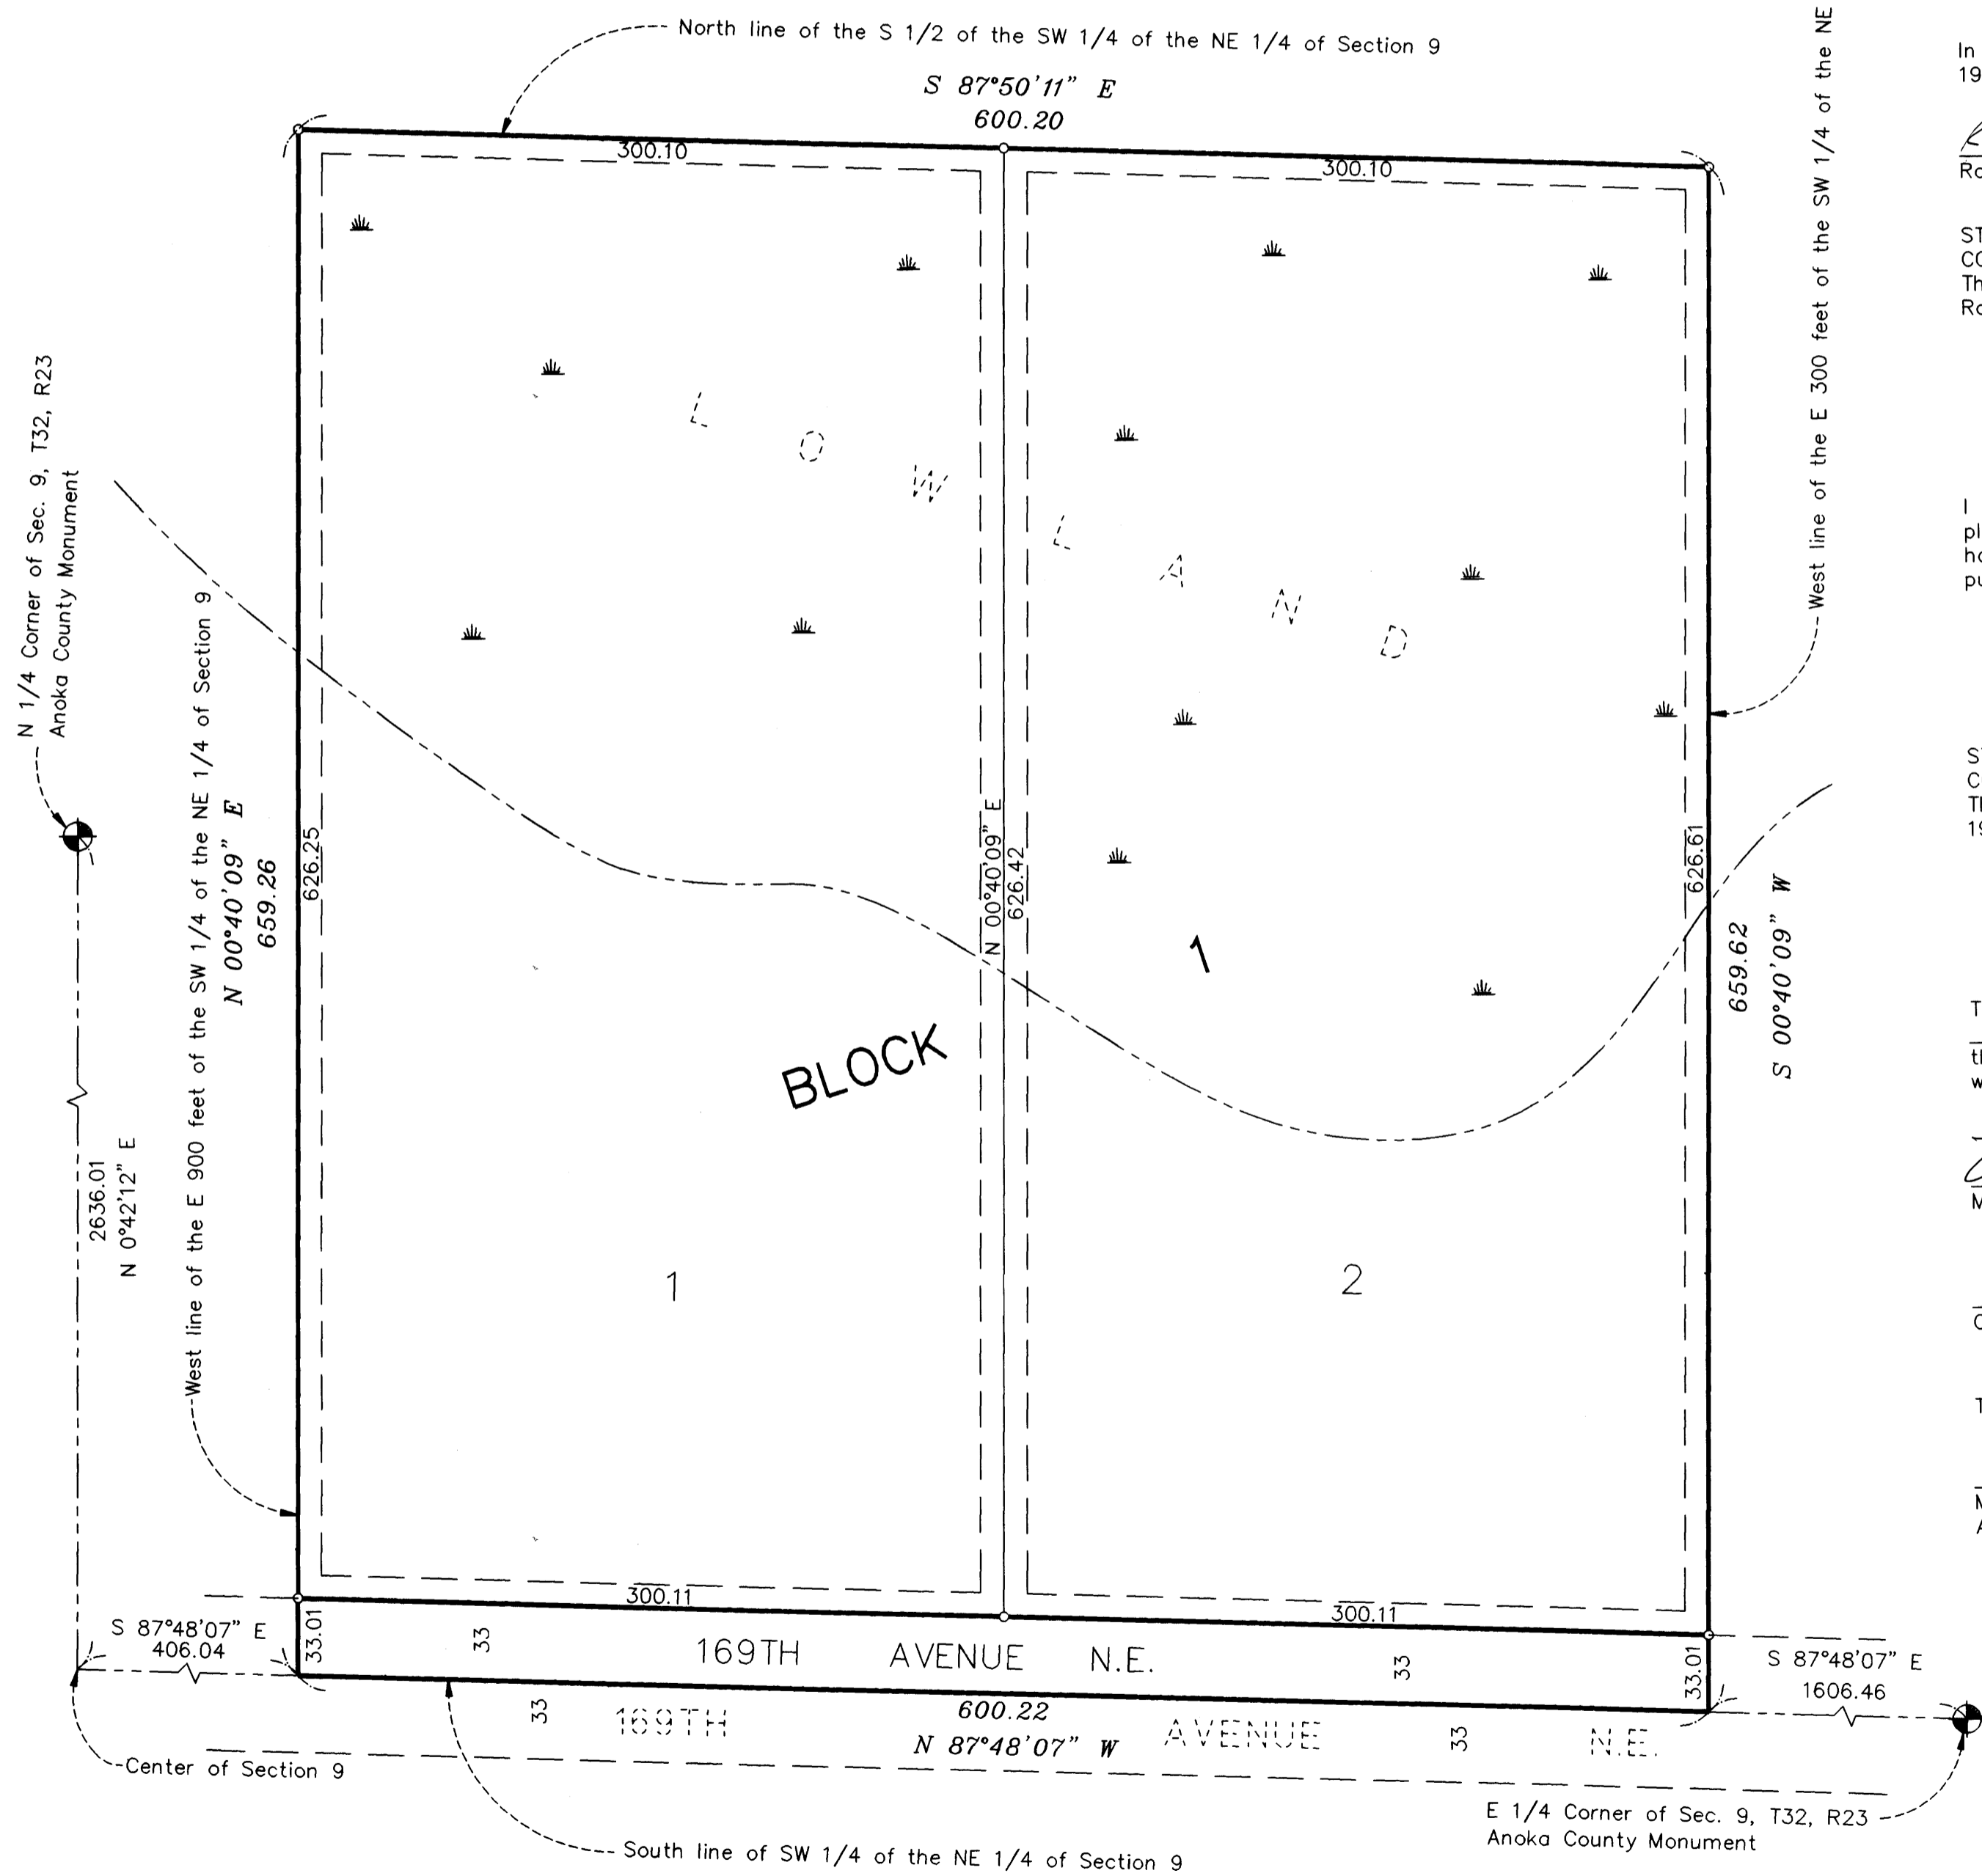 North line of the S 1/2 of the SW 1/4 of the NE 1/4 of Section 9
S 87°50'11" E
600.20
300.10
300.10
West line of the E 300 feet of the SW 1/4 of the NE
N 1/4 Corner of Sec. 9, T32, R23
Anoka County Monument
L O W L A N D
West line of the E 900 feet of the SW 1/4 of the NE 1/4 of Section 9
N 00°40'09" E
659.26
626.25
N 00°40'09" E
626.42
626.61
659.62
S 00°40'09" W
1
BLOCK
2636.01
N 0°42'12" E
1
2
300.11
300.11
S 87°48'07" E
406.04
33.01
33
169TH AVENUE N.E.
33
33.01
S 87°48'07" E
1606.46
33
169TH AVENUE N.E.
33
600.22
N 87°48'07" W
Center of Section 9
South line of SW 1/4 of the NE 1/4 of Section 9
E 1/4 Corner of Sec. 9, T32, R23
Anoka County Monument
In
19